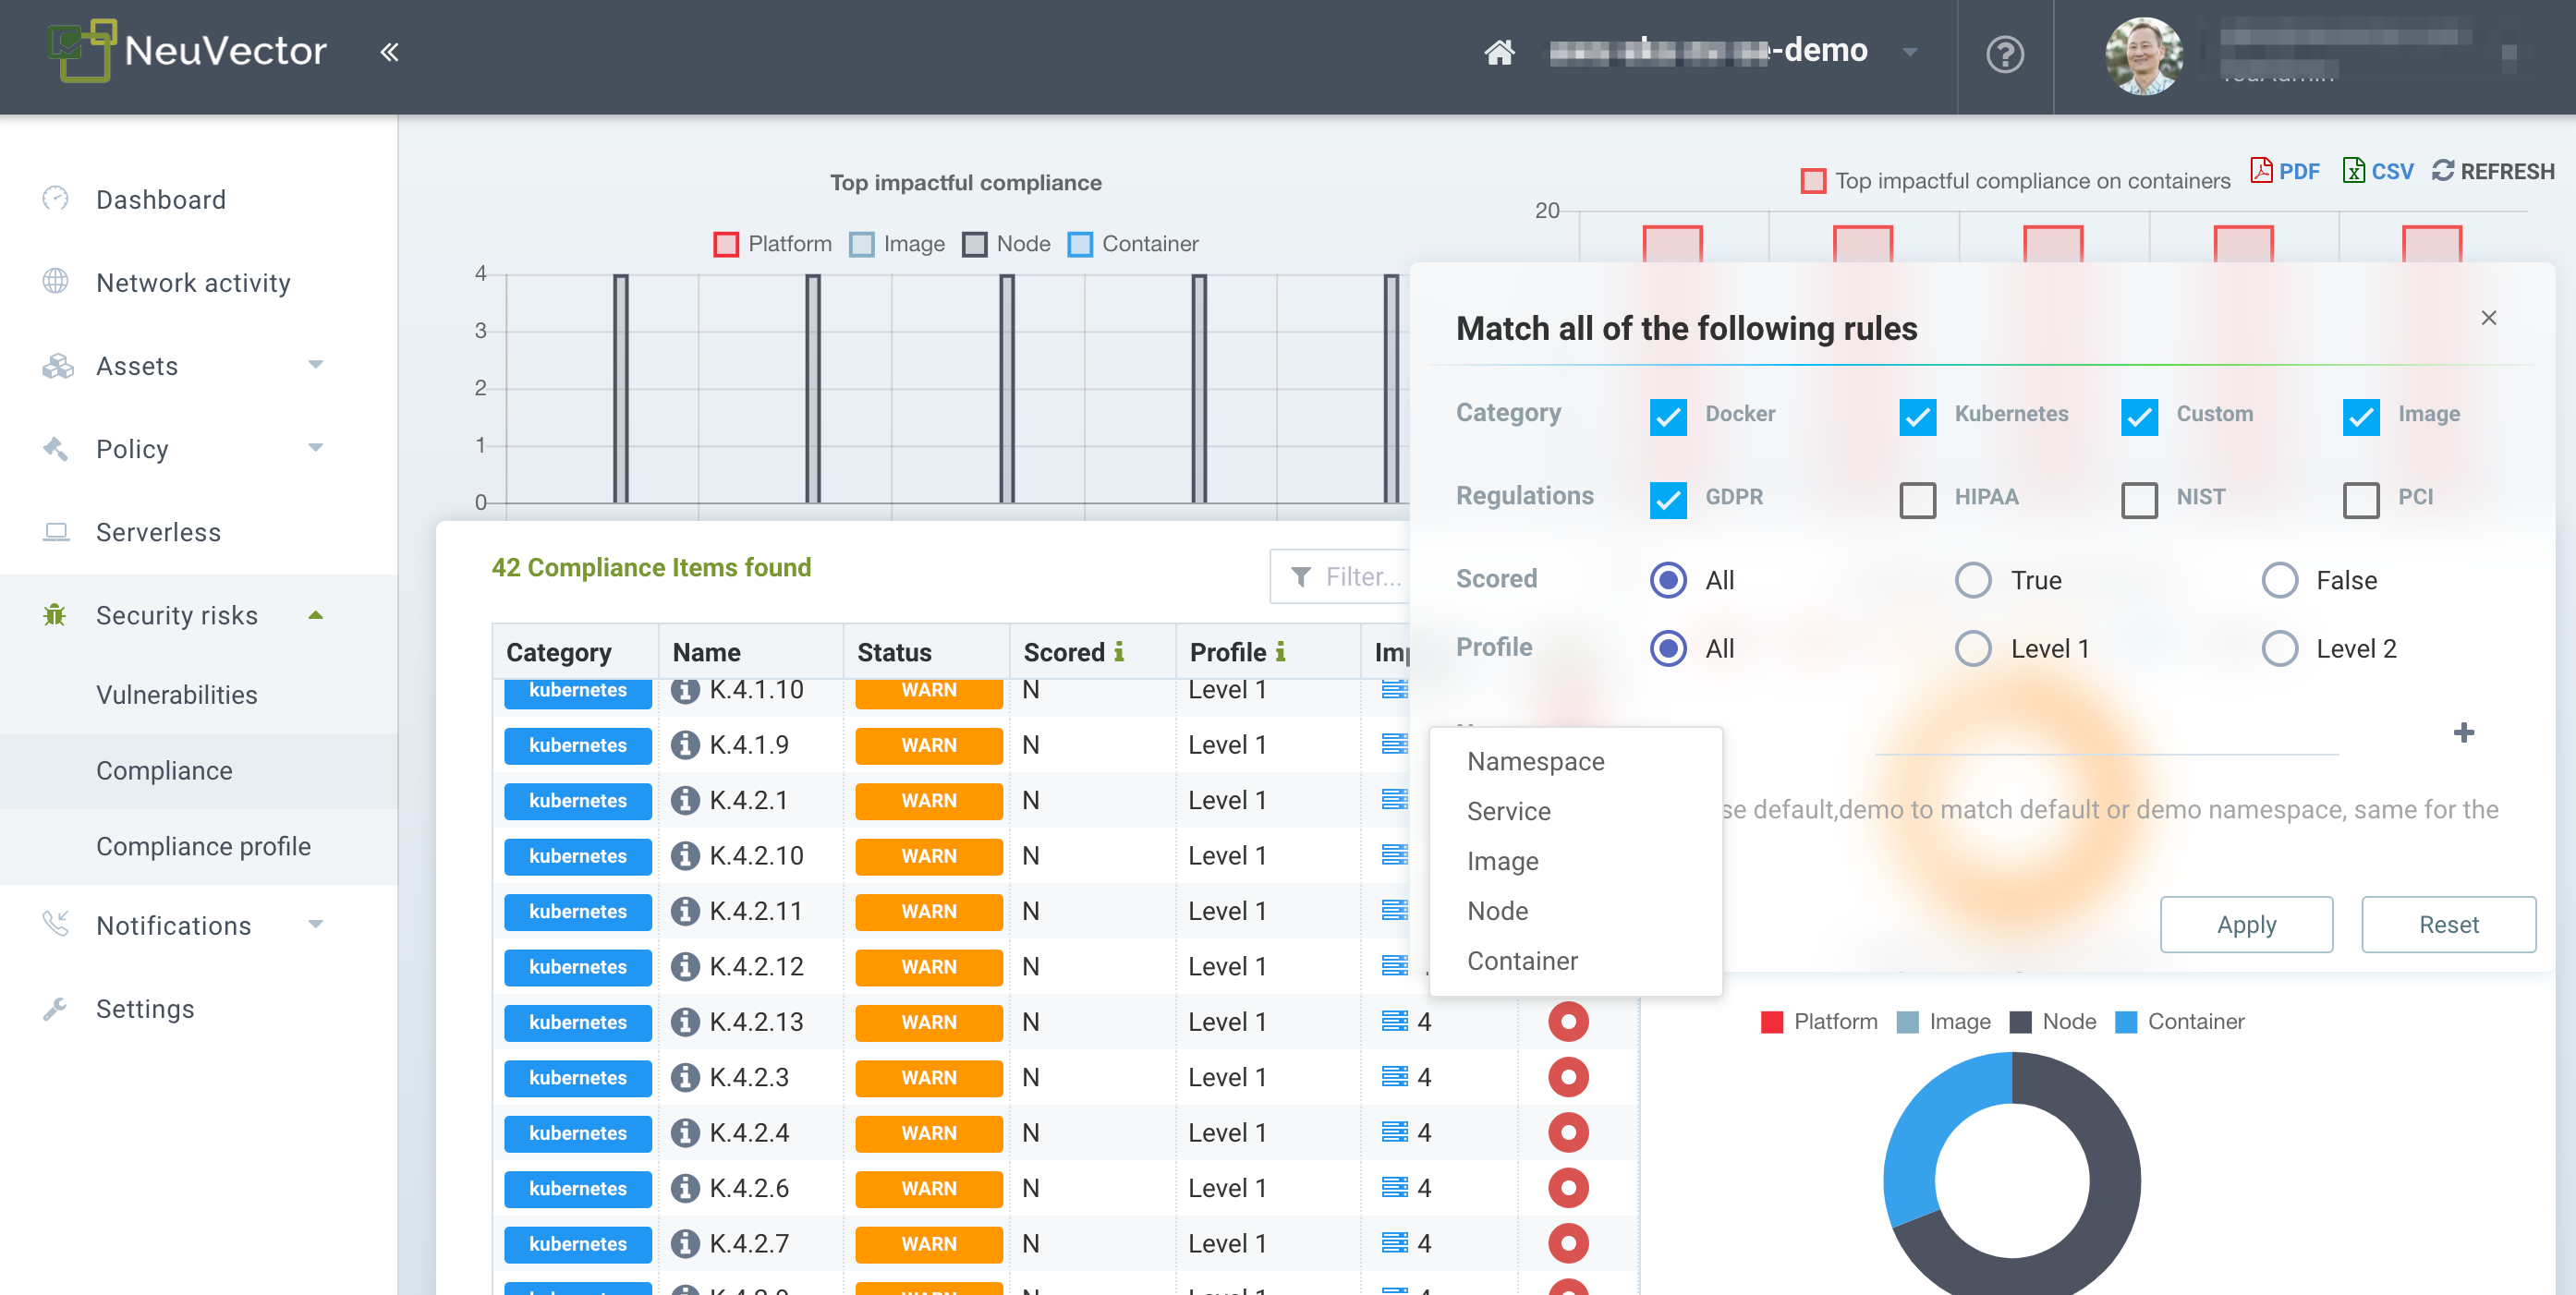 NeuVector
-demo
Dashboard
Network activity
Assets
Policy
Serverless
Security risks
Vulnerabilities
Compliance
Compliance profile
Notifications
Settings
Top impactful compliance
Platform Image Node Container
4
3
2
1
0
Top impactful compliance on containers
PDF CSV REFRESH
20
42 Compliance Items found
Filter...
Category Name Status Scored Profile
kubernetes K.4.1.10 WARN N Level 1
kubernetes K.4.1.9 WARN N Level 1
kubernetes K.4.2.1 WARN N Level 1
kubernetes K.4.2.10 WARN N Level 1
kubernetes K.4.2.11 WARN N Level 1
kubernetes K.4.2.12 WARN N Level 1
kubernetes K.4.2.13 WARN N Level 1 4
kubernetes K.4.2.3 WARN N Level 1 4
kubernetes K.4.2.4 WARN N Level 1 4
kubernetes K.4.2.6 WARN N Level 1 4
kubernetes K.4.2.7 WARN N Level 1 4
Match all of the following rules
Category Docker Kubernetes Custom Image
Regulations GDPR HIPAA NIST PCI
Scored All True False
Profile All Level 1 Level 2
Namespace
Service
Image
Node
Container
se default,demo to match default or demo namespace, same for the
Apply Reset
Platform Image Node Container